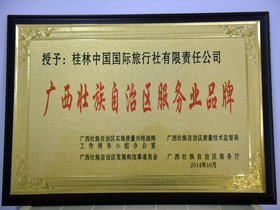 授予：桂林中国国际旅行社有限责任公司
广西壮族自治区服务业品牌
广西壮族自治区实施质量兴桂战略 广西壮族自治区质量技术监督局
工作领导小组办公室
广西壮族自治区发展和改革委员会 广西壮族自治区商务厅
2014年10月